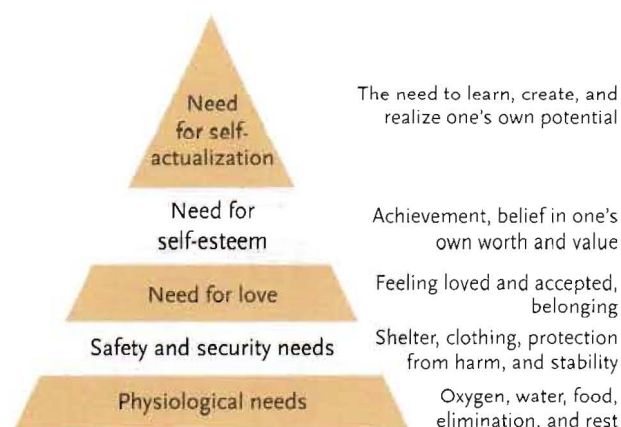 Need
for self-
actualization
The need to learn, create, and
realize one's own potential
Need for
self-esteem
Achievement, belief in one's
own worth and value
Need for love
Feeling loved and accepted,
belonging
Safety and security needs
Shelter, clothing, protection
from harm, and stability
Physiological needs
Oxygen, water, food,
elimination, and rest